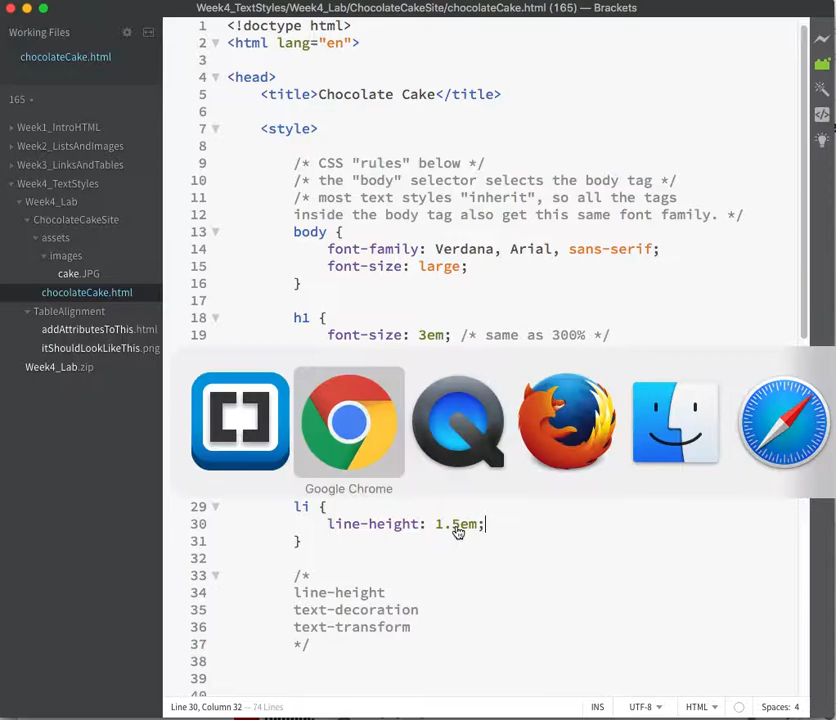 Week4_TextStyles/Week4_Lab/ChocolateCakeSite/chocolateCake.html (165) — Brackets
Working Files
chocolateCake.html
165
Week1_IntroHTML
Week2_ListsAndImages
Week3_LinksAndTables
Week4_TextStyles
Week4_Lab
ChocolateCakeSite
assets
images
cake.JPG
chocolateCake.html
TableAlignment
addAttributesToThis.html
itShouldLookLikeThis.png
Week4_Lab.zip
1 <!doctype html>
2 <html lang="en">
3
4 <head>
5 <title>Chocolate Cake</title>
6
7 <style>
8
9 /* CSS "rules" below */
10 /* the "body" selector selects the body tag */
11 /* most text styles "inherit", so all the tags
12 inside the body tag also get this same font family. */
13 body {
14 font-family: Verdana, Arial, sans-serif;
15 font-size: large;
16 }
17
18 h1 {
19 font-size: 3em; /* same as 300% */
Google Chrome
29 li {
30 line-height: 1.5em;
31 }
32
33 /*
34 line-height
35 text-decoration
36 text-transform
37 */
38
39
Line 30, Column 32 — 74 Lines
INS
UTF-8
HTML
Spaces: 4